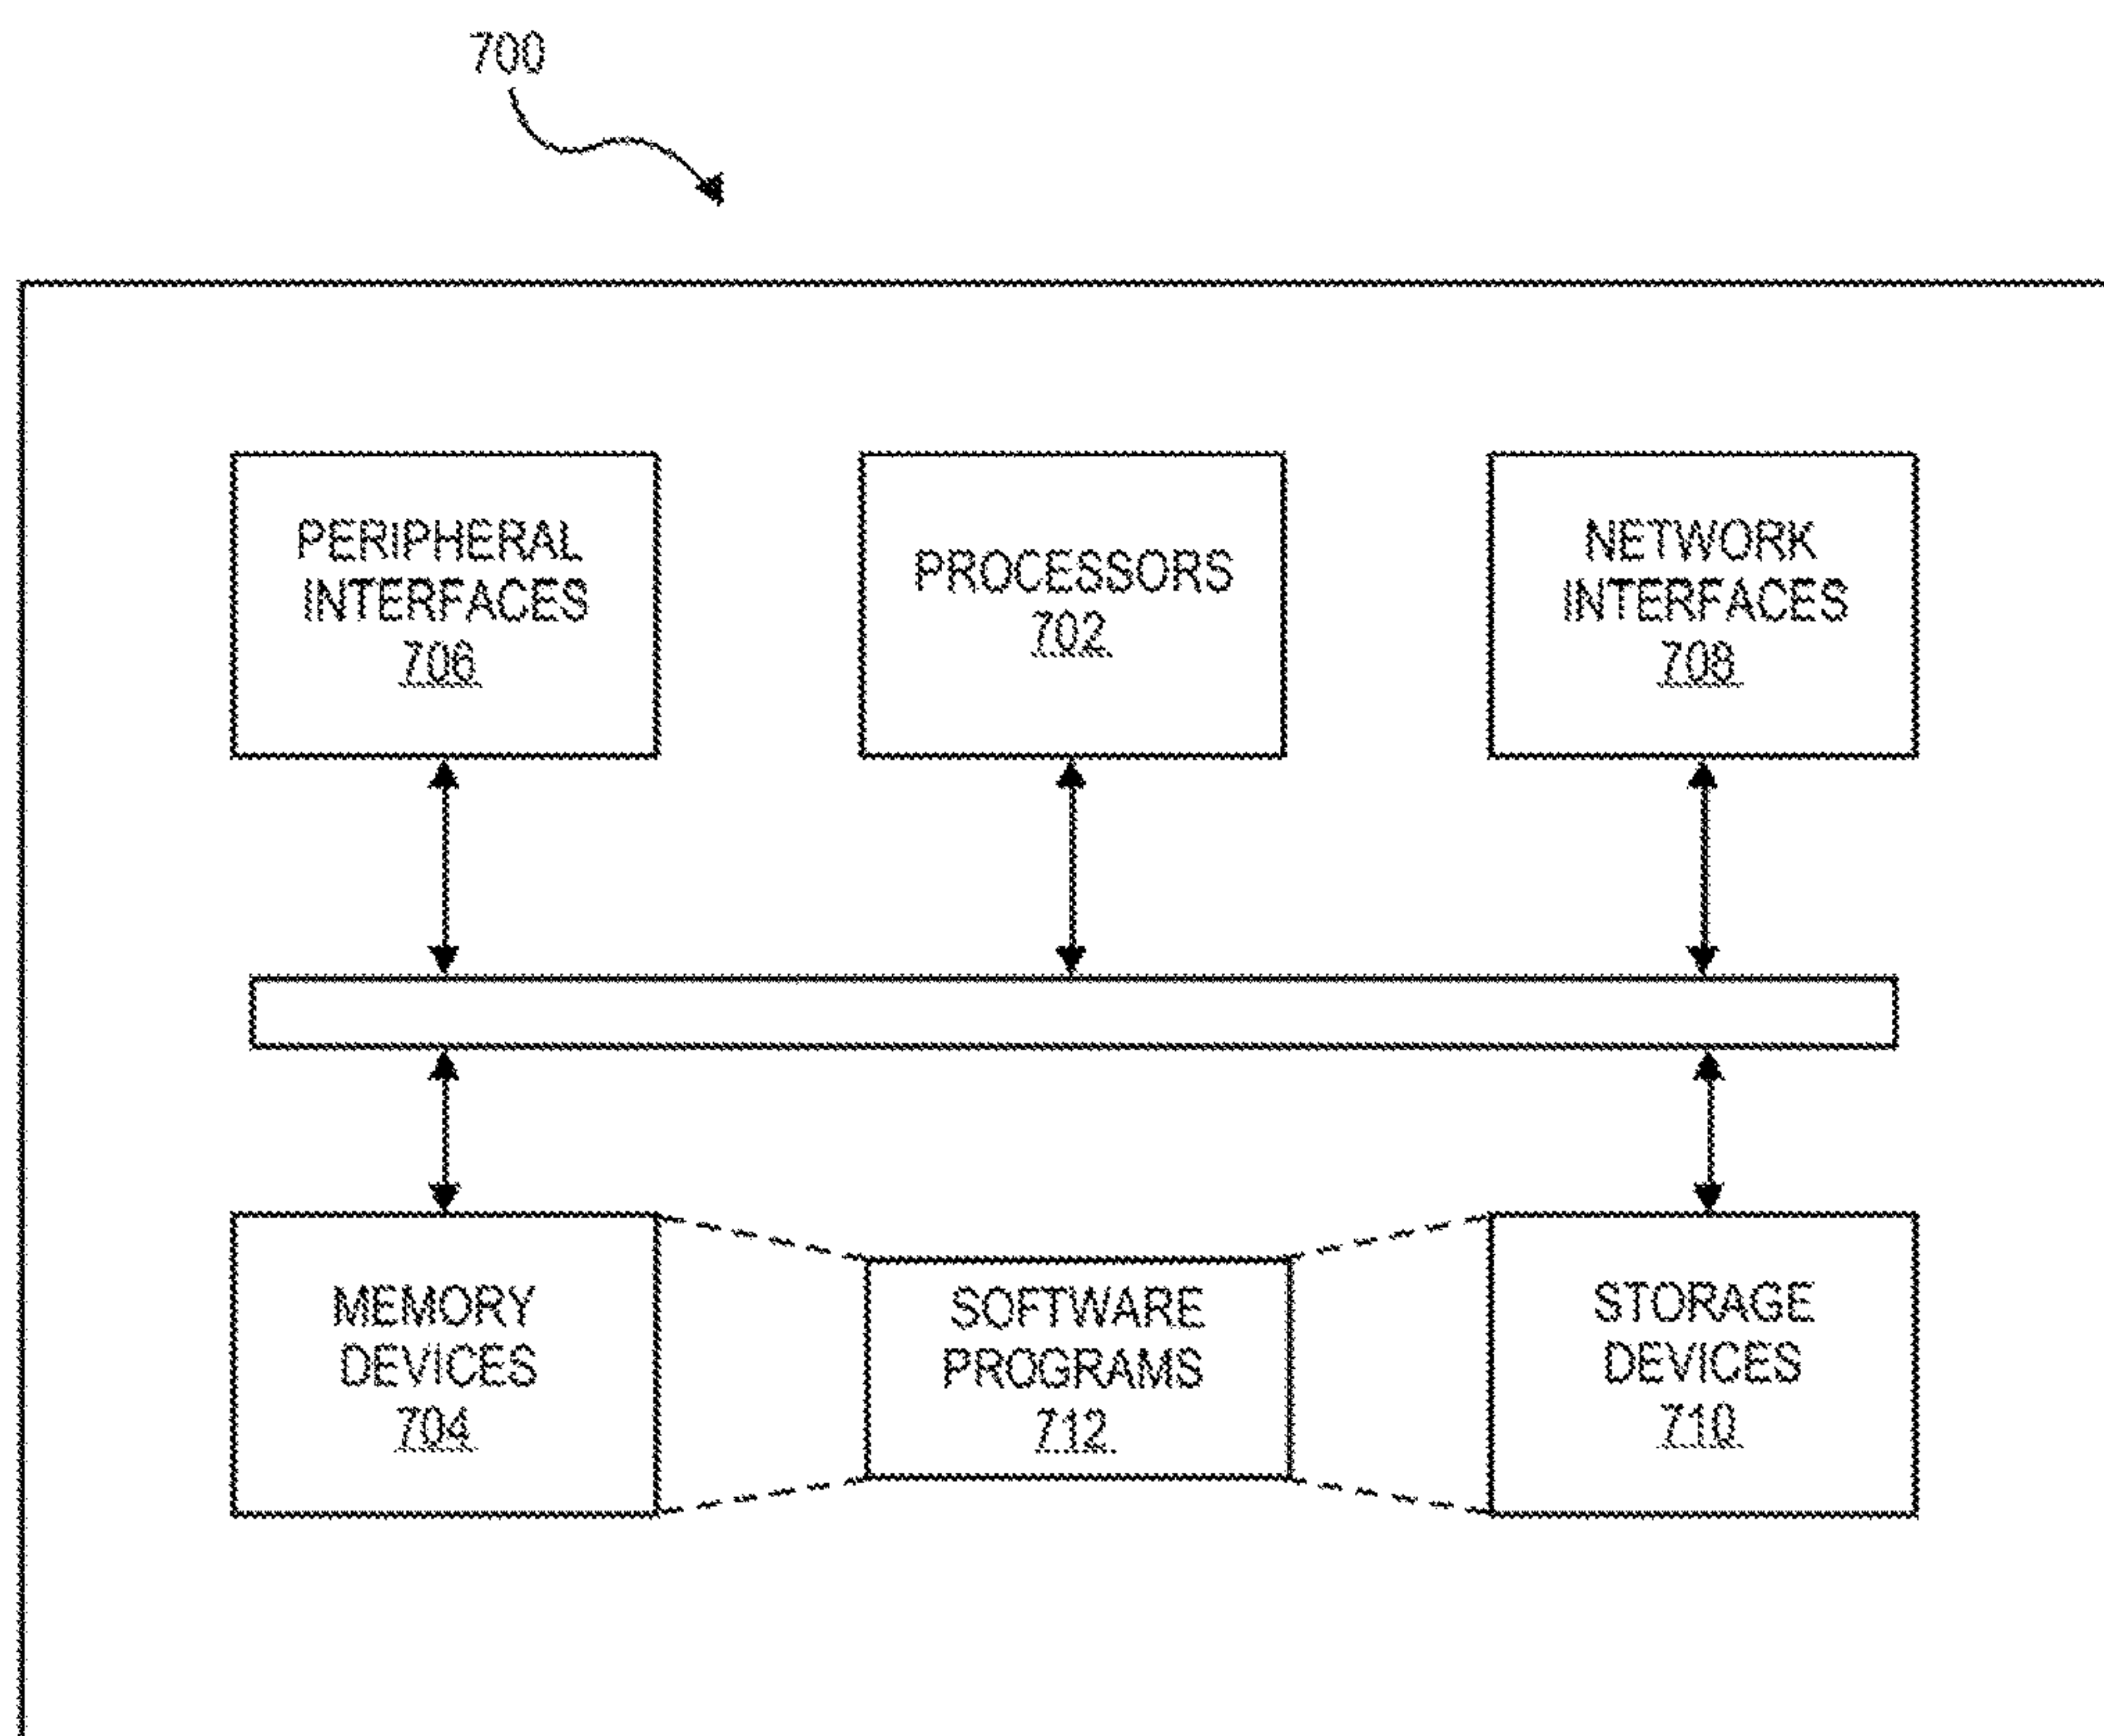 700
PERIPHERAL
INTERFACES
706
PROCESSORS
702
NETWORK
INTERFACES
708
MEMORY
DEVICES
704
SOFTWARE
PROGRAMS
712
STORAGE
DEVICES
710